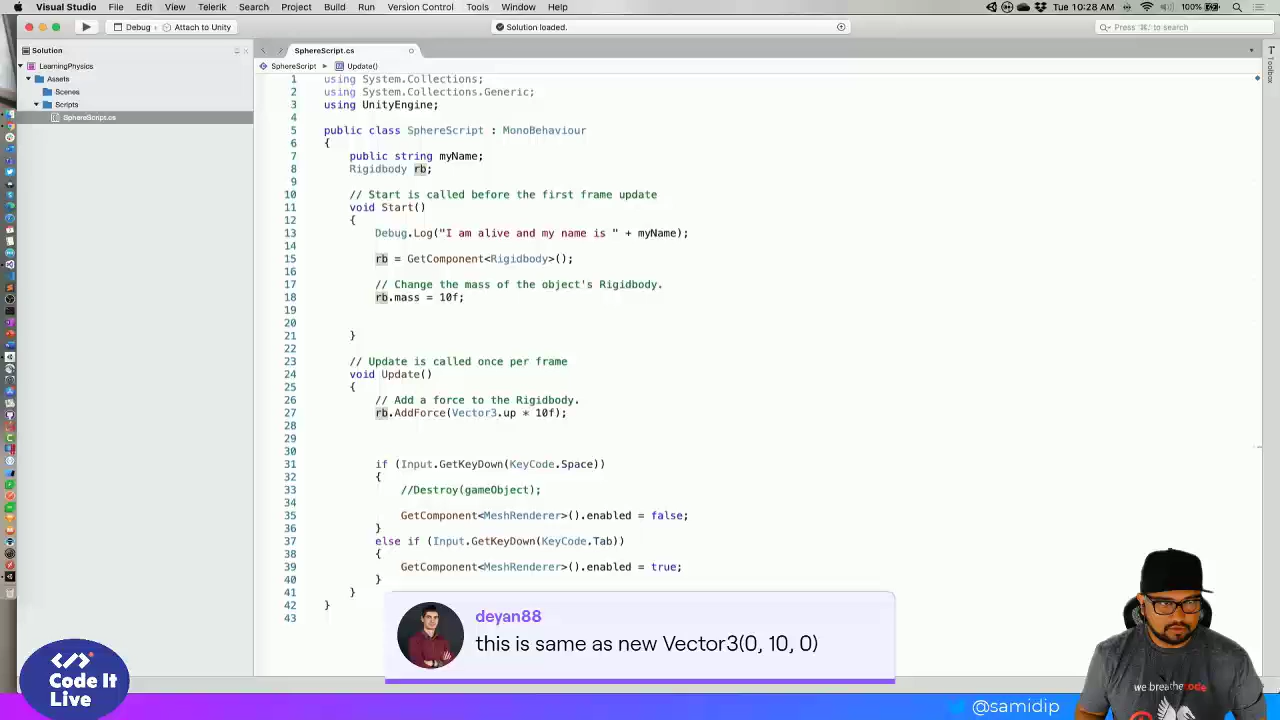 Visual Studio File Edit View Telerik Search Project Build Run Version Control Tools Window Help 100% Tue 10:28 AM
Debug Attach to Unity Solution loaded. Press '⌘.' to search
Solution
SphereScript.cs
Toolbox
LearningPhysics
SphereScript Update()
Assets
Scenes
Scripts
SphereScript.cs
1 using System.Collections;
2 using System.Collections.Generic;
3 using UnityEngine;
4
5 public class SphereScript : MonoBehaviour
6 {
7 public string myName;
8 Rigidbody rb;
9
10 // Start is called before the first frame update
11 void Start()
12 {
13 Debug.Log("I am alive and my name is " + myName);
14
15 rb = GetComponent<Rigidbody>();
16
17 // Change the mass of the object's Rigidbody.
18 rb.mass = 10f;
19
20
21 }
22
23 // Update is called once per frame
24 void Update()
25 {
26 // Add a force to the Rigidbody.
27 rb.AddForce(Vector3.up * 10f);
28
29
30
31 if (Input.GetKeyDown(KeyCode.Space))
32 {
33 //Destroy(gameObject);
34
35 GetComponent<MeshRenderer>().enabled = false;
36 }
37 else if (Input.GetKeyDown(KeyCode.Tab))
38 {
39 GetComponent<MeshRenderer>().enabled = true;
40 }
41 }
42 }
43
deyan88
this is same as new Vector3(0, 10, 0)
</> Code It
Live
we breathe code
@samidip